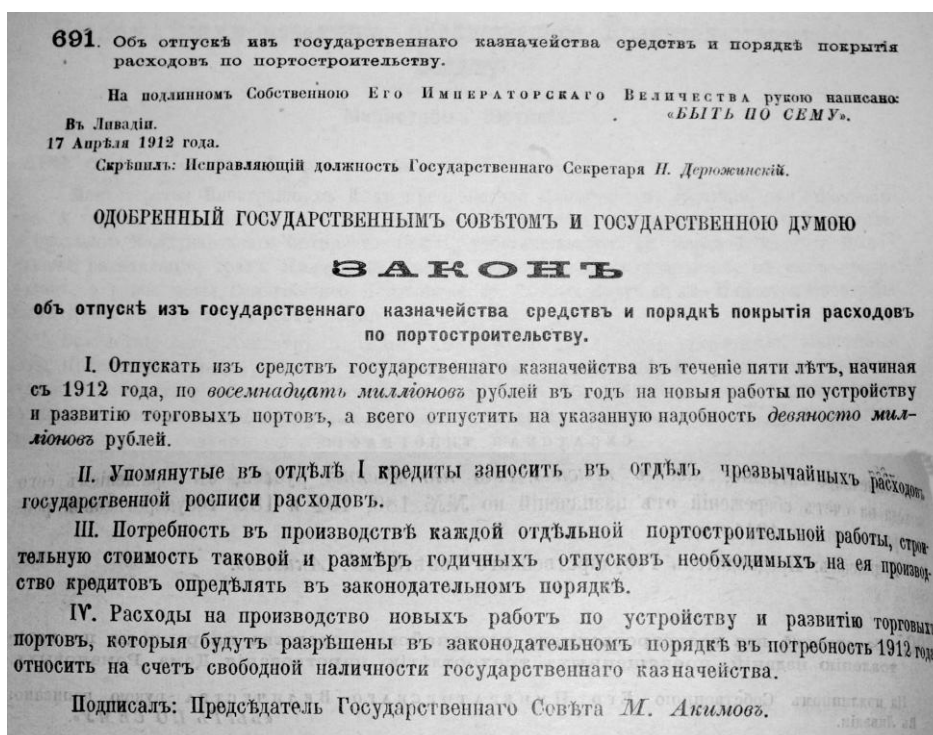 691. Объ отпускѣ изъ государственнаго казначейства средствъ и порядкѣ покрытія
расходовъ по портостроительству.
На подлинномъ Собственною Его Императорскаго Величества рукою написано:
«БЫТЬ ПО СЕМУ».
Въ Ливадіи.
17 Апрѣля 1912 года.
Скрѣпилъ: Исправляющій должность Государственнаго Секретаря Н. Дерюжинскій.
ОДОБРЕННЫЙ ГОСУДАРСТВЕННЫМЪ СОВѢТОМЪ И ГОСУДАРСТВЕННОЮ ДУМОЮ
ЗАКОНЪ
объ отпускѣ изъ государственнаго казначейства средствъ и порядкѣ покрытія расходовъ
по портостроительству.
I. Отпускать изъ средствъ государственнаго казначейства въ теченіе пяти лѣтъ, начиная
съ 1912 года, по восемнадцать милліоновъ рублей въ годъ на новыя работы по устройству
и развитію торговыхъ портовъ, а всего отпустить на указанную надобность девяносто мил-
ліоновъ рублей.
II. Упомянутые въ отдѣлѣ I кредиты заносить въ отдѣлъ чрезвычайныхъ расходовъ
государственной росписи расходовъ.
III. Потребность въ производствѣ каждой отдѣльной портостроительной работы, строи-
тельную стоимость таковой и размѣръ годичныхъ отпусковъ необходимыхъ на ея производ-
ство кредитовъ опредѣлять въ законодательномъ порядкѣ.
IV. Расходы на производство новыхъ работъ по устройству и развитію торговыхъ
портовъ, которыя будутъ разрѣшены въ законодательномъ порядкѣ въ потребность 1912 года
относить на счетъ свободной наличности государственнаго казначейства.
Подписалъ: Предсѣдатель Государственнаго Совѣта М. Акимовъ.